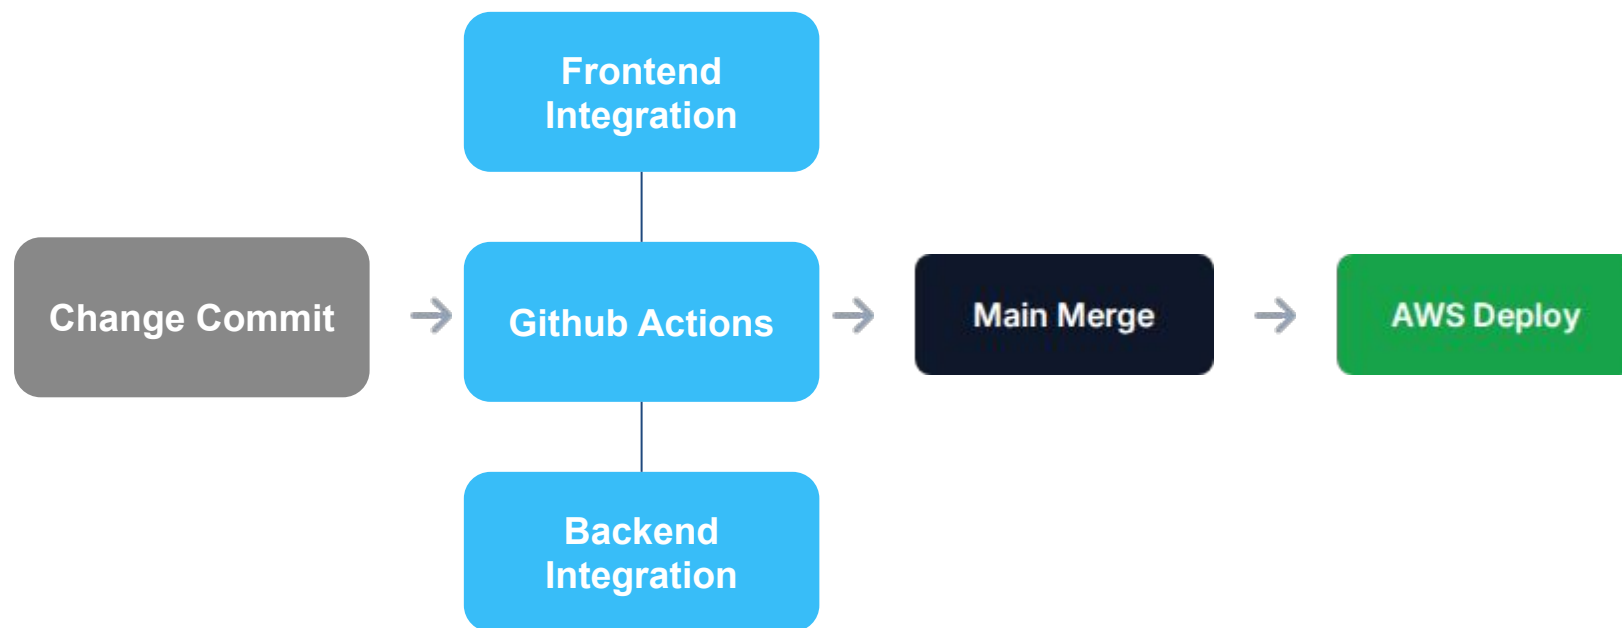 Frontend
Integration
Change Commit
Github Actions
Main Merge
AWS Deploy
Backend
Integration